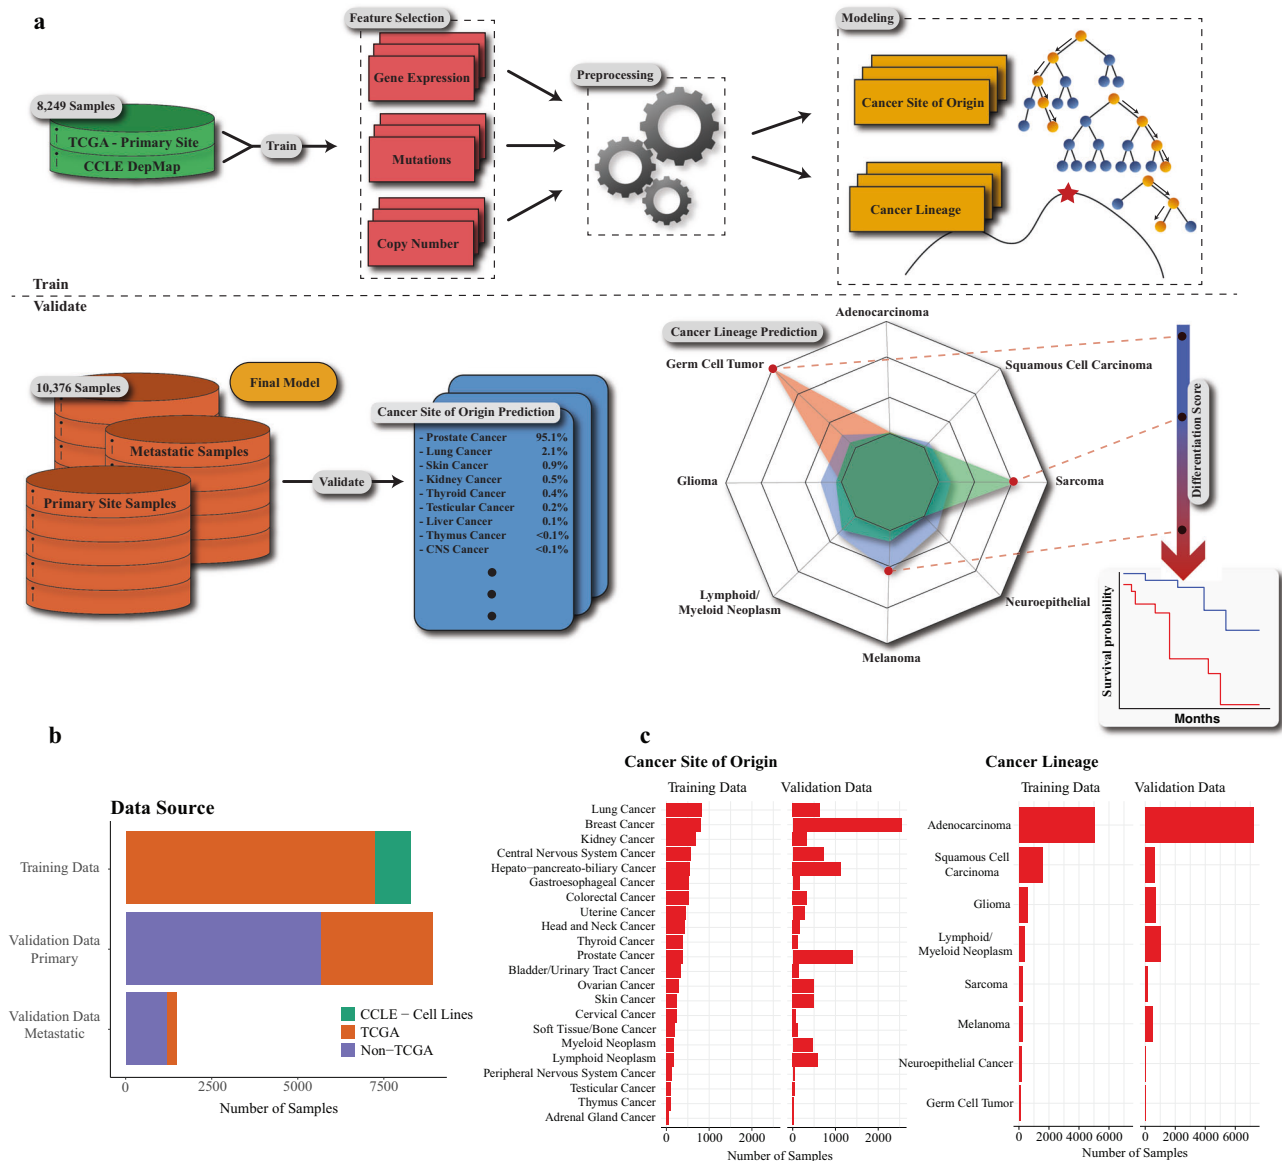 a
Feature Selection
Modeling
8,249 Samples
TCGA - Primary Site
CCLE DepMap
Train
Gene Expression
Mutations
Copy Number
Preprocessing
Cancer Site of Origin
Cancer Lineage
Train
Validate
10,376 Samples
Final Model
Metastatic Samples
Primary Site Samples
Validate
Cancer Site of Origin Prediction
- Prostate Cancer 95.1%
- Lung Cancer 2.1%
- Skin Cancer 0.9%
- Kidney Cancer 0.5%
- Thyroid Cancer 0.4%
- Testicular Cancer 0.2%
- Liver Cancer 0.1%
- Thymus Cancer <0.1%
- CNS Cancer <0.1%
Cancer Lineage Prediction
Adenocarcinoma
Germ Cell Tumor
Squamous Cell Carcinoma
Glioma
Sarcoma
Lymphoid/
Myeloid Neoplasm
Neuroepithelial
Melanoma
Differentiation Score
Survival probability
Months
b
Data Source
Training Data
Validation Data
Primary
Validation Data
Metastatic
CCLE − Cell Lines
TCGA
Non−TCGA
0 2500 5000 7500
Number of Samples
c
Cancer Site of Origin
Training Data Validation Data
Lung Cancer
Breast Cancer
Kidney Cancer
Central Nervous System Cancer
Hepato−pancreato−biliary Cancer
Gastroesophageal Cancer
Colorectal Cancer
Uterine Cancer
Head and Neck Cancer
Thyroid Cancer
Prostate Cancer
Bladder/Urinary Tract Cancer
Ovarian Cancer
Skin Cancer
Cervical Cancer
Soft Tissue/Bone Cancer
Myeloid Neoplasm
Lymphoid Neoplasm
Peripheral Nervous System Cancer
Testicular Cancer
Thymus Cancer
Adrenal Gland Cancer
0 1000 2000 0 1000 2000
Number of Samples
Cancer Lineage
Training Data Validation Data
Adenocarcinoma
Squamous Cell
Carcinoma
Glioma
Lymphoid/
Myeloid Neoplasm
Sarcoma
Melanoma
Neuroepithelial Cancer
Germ Cell Tumor
0 2000 4000 6000 0 2000 4000 6000
Number of Samples